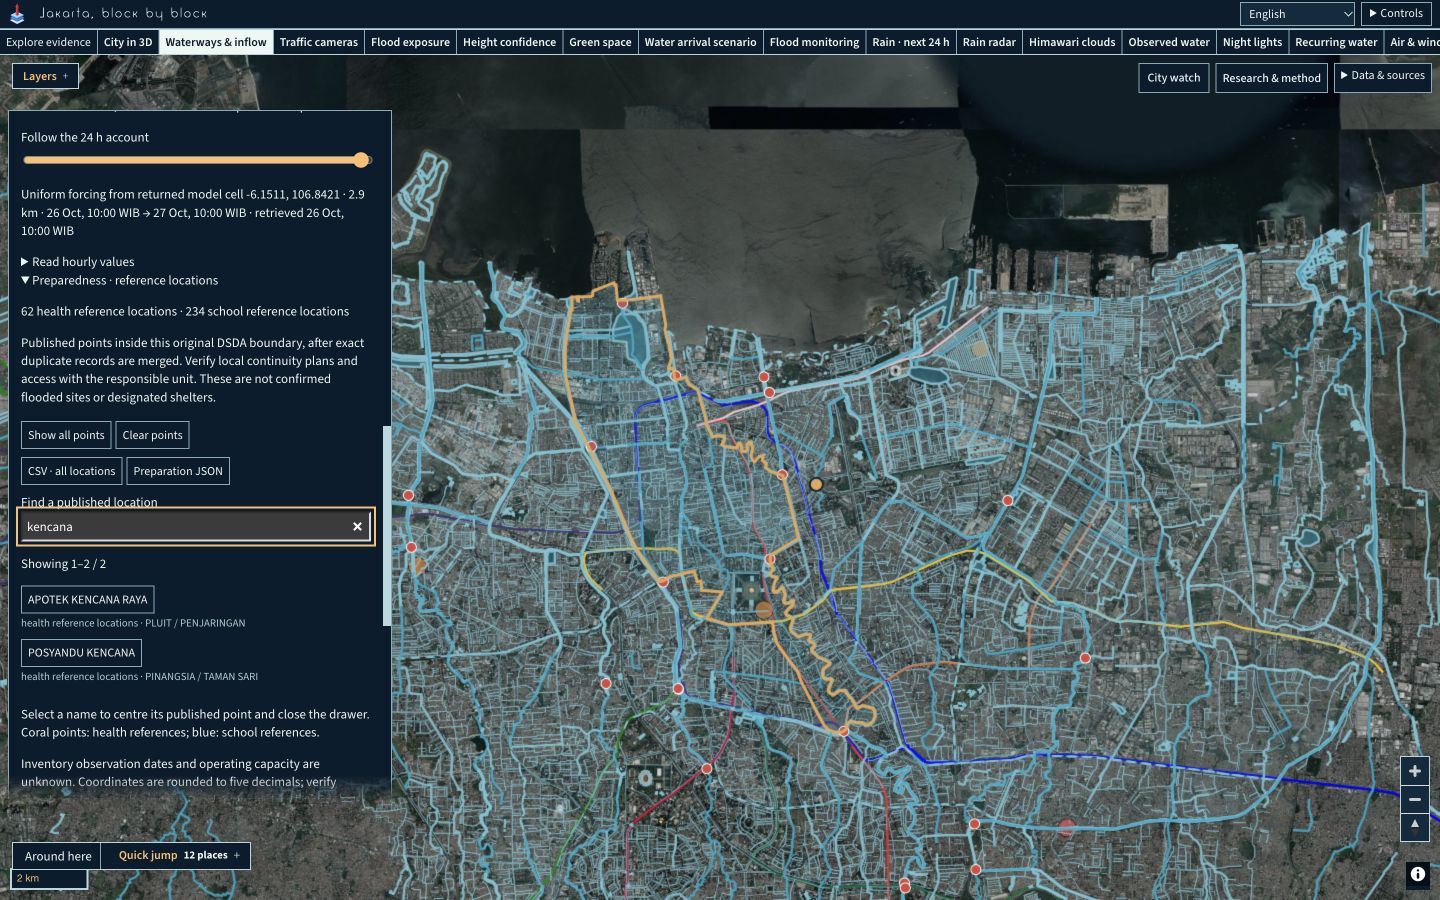 Jakarta, block by block
English
Controls
Explore evidence
City in 3D
Waterways & inflow
Traffic cameras
Flood exposure
Height confidence
Green space
Water arrival scenario
Flood monitoring
Rain · next 24 h
Rain radar
Himawari clouds
Observed water
Night lights
Recurring water
Air & wind
Layers +
City watch
Research & method
Data & sources
Follow the 24 h account
Uniform forcing from returned model cell -6.1511, 106.8421 · 2.9
km · 26 Oct, 10:00 WIB → 27 Oct, 10:00 WIB · retrieved 26 Oct,
10:00 WIB
Read hourly values
Preparedness · reference locations
62 health reference locations · 234 school reference locations
Published points inside this original DSDA boundary, after exact
duplicate records are merged. Verify local continuity plans and
access with the responsible unit. These are not confirmed
flooded sites or designated shelters.
Show all points
Clear points
CSV · all locations
Preparation JSON
Find a published location
kencana
Showing 1–2 / 2
APOTEK KENCANA RAYA
health reference locations · PLUIT / PENJARINGAN
POSYANDU KENCANA
health reference locations · PINANGSIA / TAMAN SARI
Select a name to centre its published point and close the drawer.
Coral points: health references; blue: school references.
Inventory observation dates and operating capacity are
unknown. Coordinates are rounded to five decimals; verify
Around here
Quick jump 12 places +
2 km